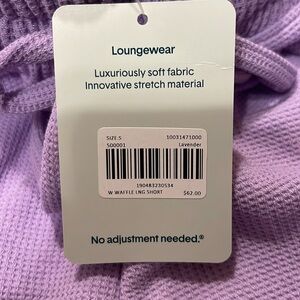 Loungewear
Luxuriously soft fabric
Innovative stretch material
SIZE:S 10031471000
500001 Lavender
190483230534
W WAFFLE LNG SHORT $62.00
No adjustment needed.®